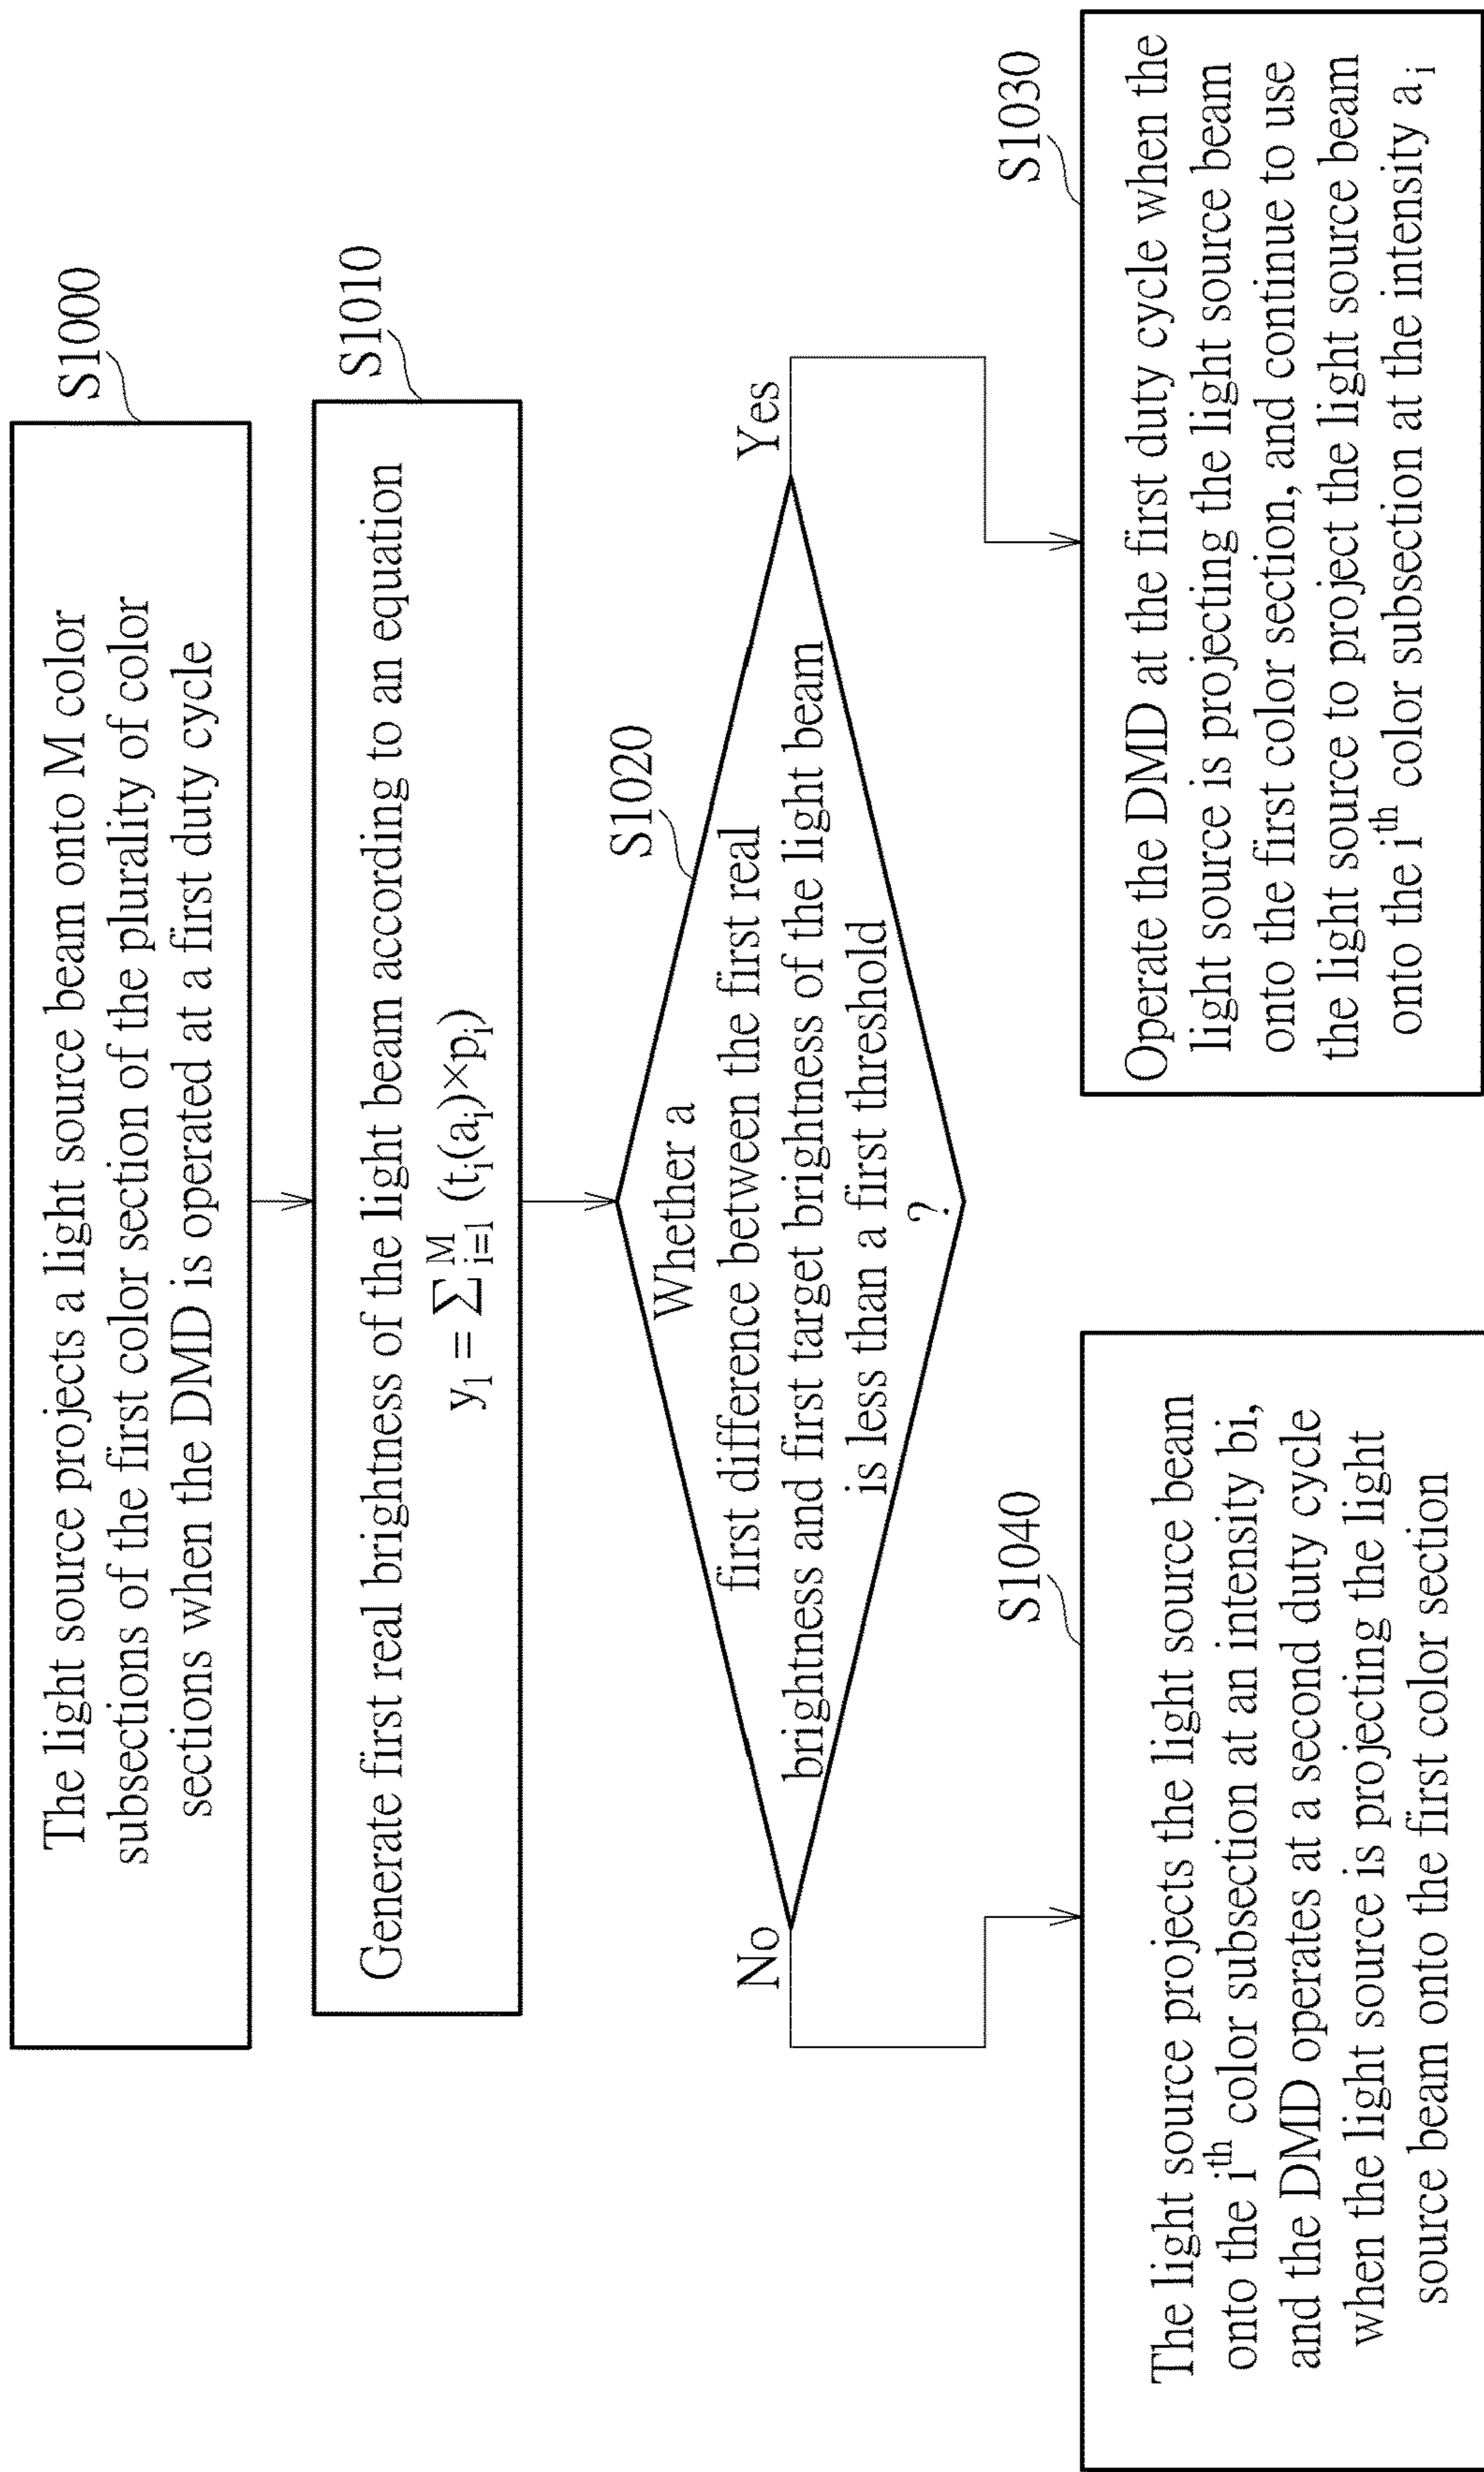 S1000
The light source projects a light source beam onto M color
subsections of the first color section of the plurality of color
sections when the DMD is operated at a first duty cycle
S1010
Generate first real brightness of the light beam according to an equation
y₁ = ∑ᵢ₌₁ᴹ (tᵢ(aᵢ)×pᵢ)
S1020
Whether a
first difference between the first real
brightness and first target brightness of the light beam
is less than a first threshold
?
No
Yes
S1040
The light source projects the light source beam
onto the iᵗʰ color subsection at an intensity bi,
and the DMD operates at a second duty cycle
when the light source is projecting the light
source beam onto the first color section
S1030
Operate the DMD at the first duty cycle when the
light source is projecting the light source beam
onto the first color section, and continue to use
the light source to project the light source beam
onto the iᵗʰ color subsection at the intensity aᵢ